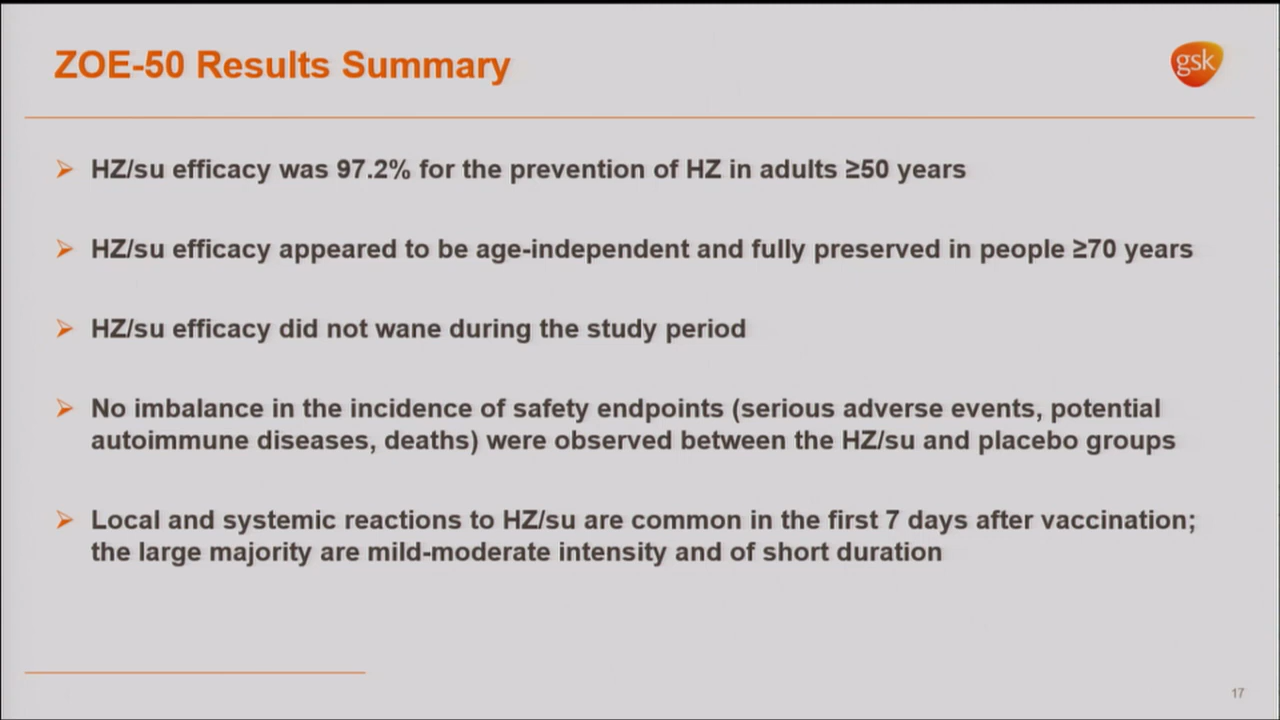 ZOE-50 Results Summary
gsk
➢ HZ/su efficacy was 97.2% for the prevention of HZ in adults ≥50 years
➢ HZ/su efficacy appeared to be age-independent and fully preserved in people ≥70 years
➢ HZ/su efficacy did not wane during the study period
➢ No imbalance in the incidence of safety endpoints (serious adverse events, potential
autoimmune diseases, deaths) were observed between the HZ/su and placebo groups
➢ Local and systemic reactions to HZ/su are common in the first 7 days after vaccination;
the large majority are mild-moderate intensity and of short duration
17